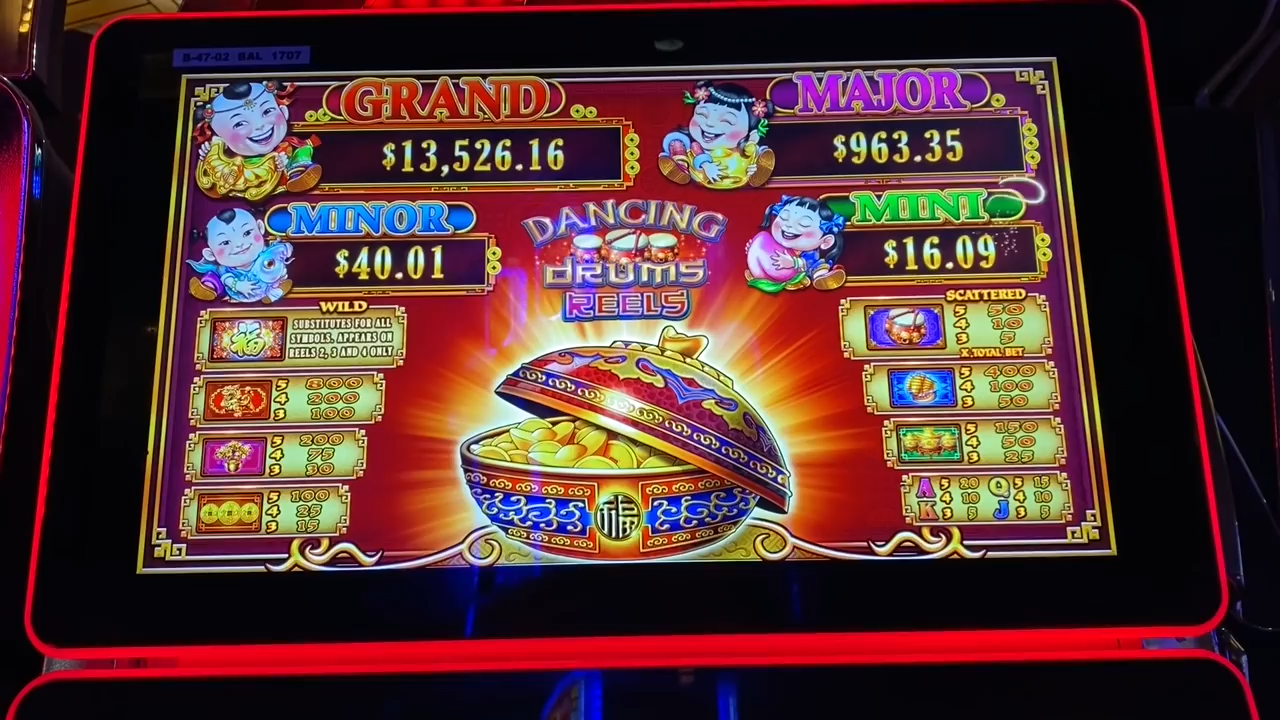 B-47-02 BAL 1707
GRAND
$13,526.16
MAJOR
$963.35
MINOR
$40.01
MINI
$16.09
DANCING
DRUMS
REELS
WILD
SUBSTITUTES FOR ALL
SYMBOLS. APPEARS ON
REELS 2, 3 AND 4 ONLY
福
5 800
4 200
3 100
5 200
4 75
3 30
5 100
4 25
3 15
SCATTERED
5 50
4 10
3 5
X TOTAL BET
5 400
4 100
3 50
5 150
4 50
3 25
A K 5 20
4 10
3 5
Q J 5 15
4 10
3 5
福